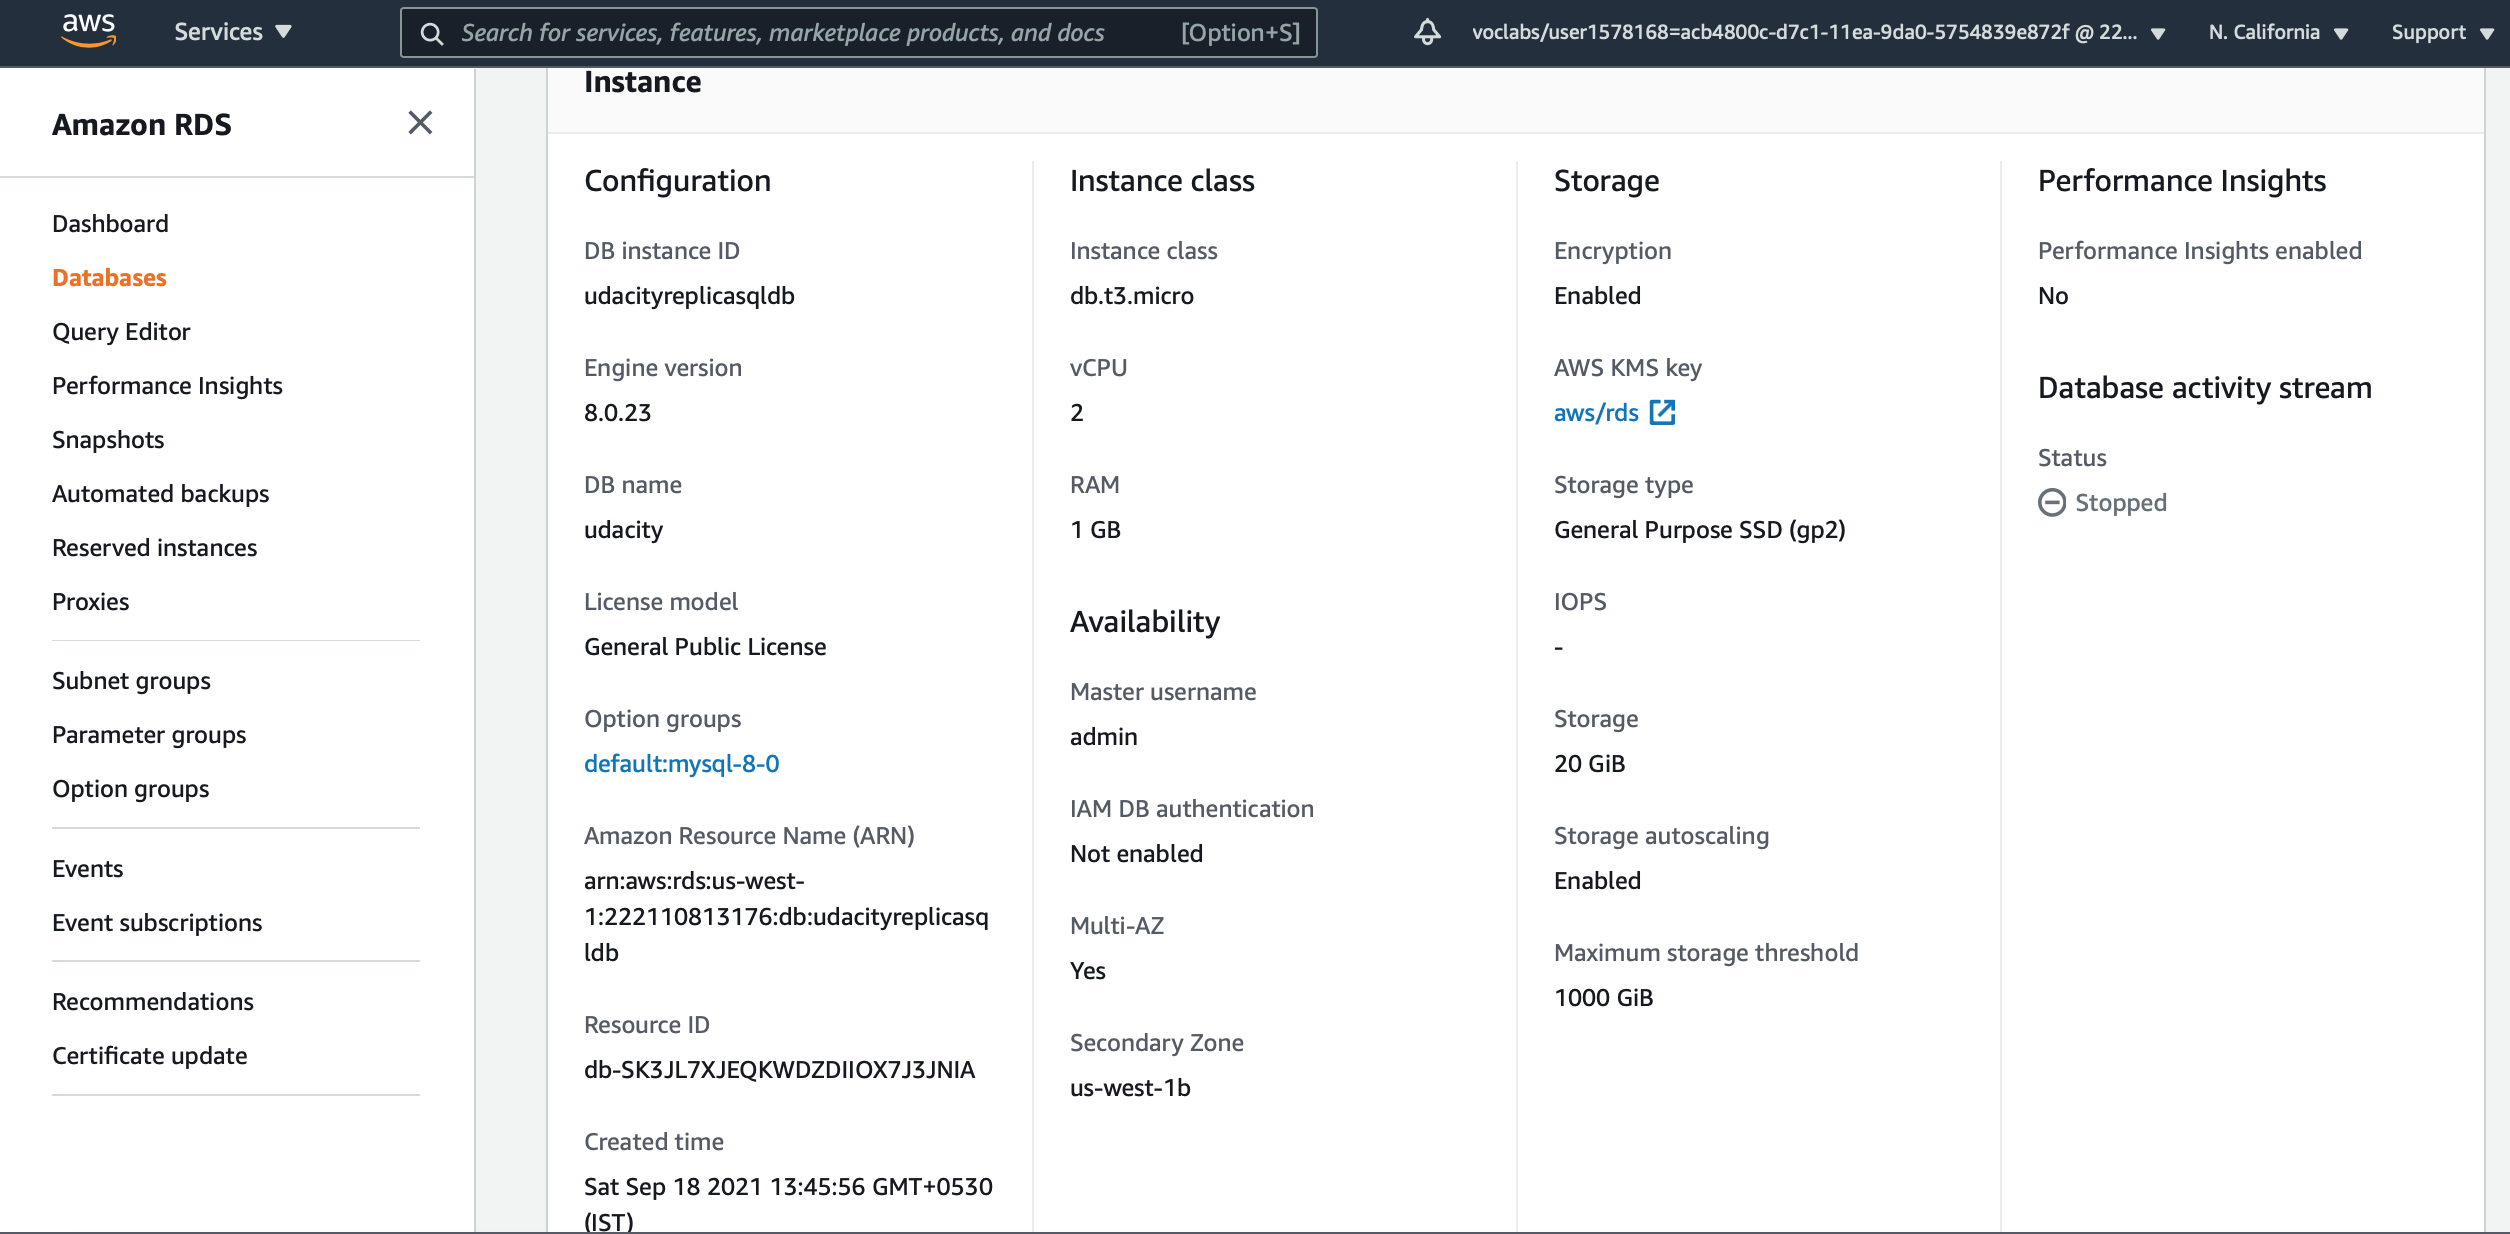 aws
Services
Search for services, features, marketplace products, and docs
[Option+S]
voclabs/user1578168=acb4800c-d7c1-11ea-9da0-5754839e872f @ 22...
N. California
Support
Amazon RDS
Dashboard
Databases
Query Editor
Performance Insights
Snapshots
Automated backups
Reserved instances
Proxies
Subnet groups
Parameter groups
Option groups
Events
Event subscriptions
Recommendations
Certificate update
Instance
Configuration
DB instance ID
udacityreplicasqldb
Engine version
8.0.23
DB name
udacity
License model
General Public License
Option groups
default:mysql-8-0
Amazon Resource Name (ARN)
arn:aws:rds:us-west-
1:222110813176:db:udacityreplicasq
ldb
Resource ID
db-SK3JL7XJEQKWDZDIIOX7J3JNIA
Created time
Sat Sep 18 2021 13:45:56 GMT+0530
(IST)
Instance class
Instance class
db.t3.micro
vCPU
2
RAM
1 GB
Availability
Master username
admin
IAM DB authentication
Not enabled
Multi-AZ
Yes
Secondary Zone
us-west-1b
Storage
Encryption
Enabled
AWS KMS key
aws/rds
Storage type
General Purpose SSD (gp2)
IOPS
-
Storage
20 GiB
Storage autoscaling
Enabled
Maximum storage threshold
1000 GiB
Performance Insights
Performance Insights enabled
No
Database activity stream
Status
Stopped